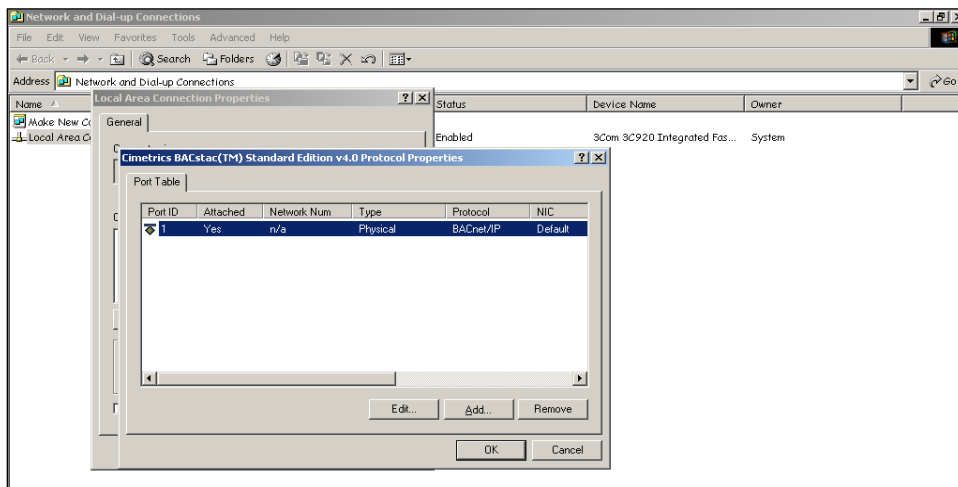 Network and Dial-up Connections
File Edit View Favorites Tools Advanced Help
Back Search Folders
Address Network and Dial-up Connections Go
Name Status Device Name Owner
Make New
Local Area Enabled 3Com 3C920 Integrated Fas... System
Local Area Connection Properties
General
Cimetrics BACstac(TM) Standard Edition v4.0 Protocol Properties
Port Table
Port ID Attached Network Num Type Protocol NIC
1 Yes n/a Physical BACnet/IP Default
Edit... Add... Remove
OK Cancel